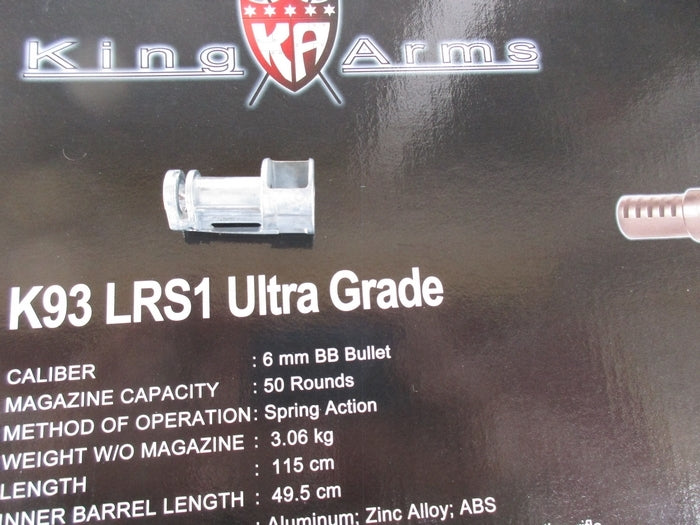 King Arms
KA
K93 LRS1 Ultra Grade
CALIBER : 6 mm BB Bullet
MAGAZINE CAPACITY : 50 Rounds
METHOD OF OPERATION : Spring Action
WEIGHT W/O MAGAZINE : 3.06 kg
LENGTH : 115 cm
INNER BARREL LENGTH : 49.5 cm
: Aluminum; Zinc Alloy; ABS